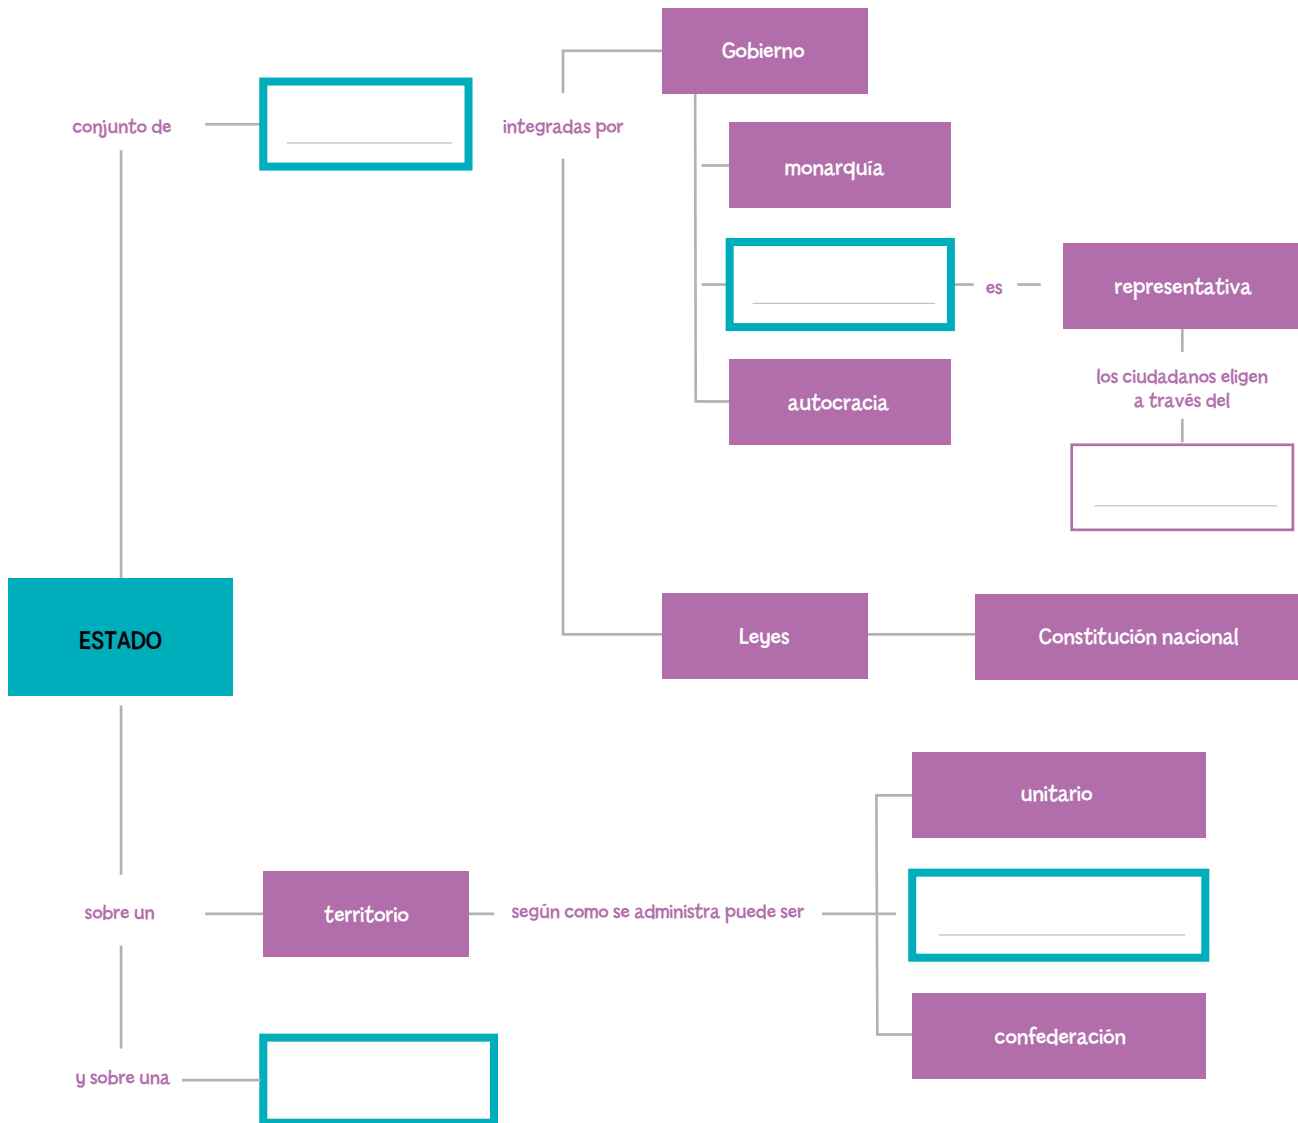 Gobierno
conjunto de
integradas por
monarquía
es
representativa
los ciudadanos eligen
a través del
autocracia
ESTADO
Leyes
Constitución nacional
unitario
sobre un
territorio
según como se administra puede ser
confederación
y sobre una